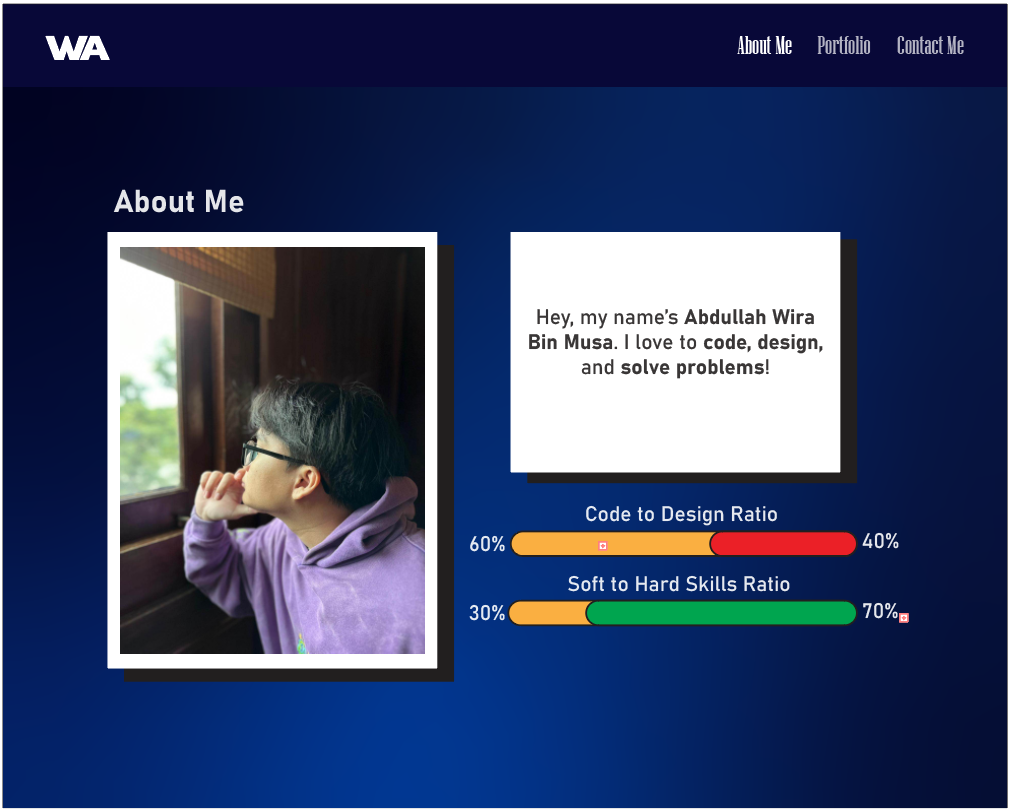 WA
About Me Portfolio Contact Me
About Me
Hey, my name’s Abdullah Wira
Bin Musa. I love to code, design,
and solve problems!
Code to Design Ratio
60% 40%
Soft to Hard Skills Ratio
30% 70%